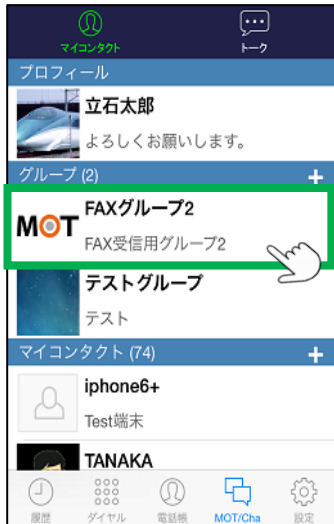 マイコンタクト
トーク
プロフィール
立石太郎
よろしくお願いします。
グループ (2)
+
MOT
FAXグループ2
FAX受信用グループ2
テストグループ
テスト
マイコンタクト (74)
+
iphone6+
Test端末
TANAKA
履歴
ダイヤル
電話帳
MOT/Cha
設定